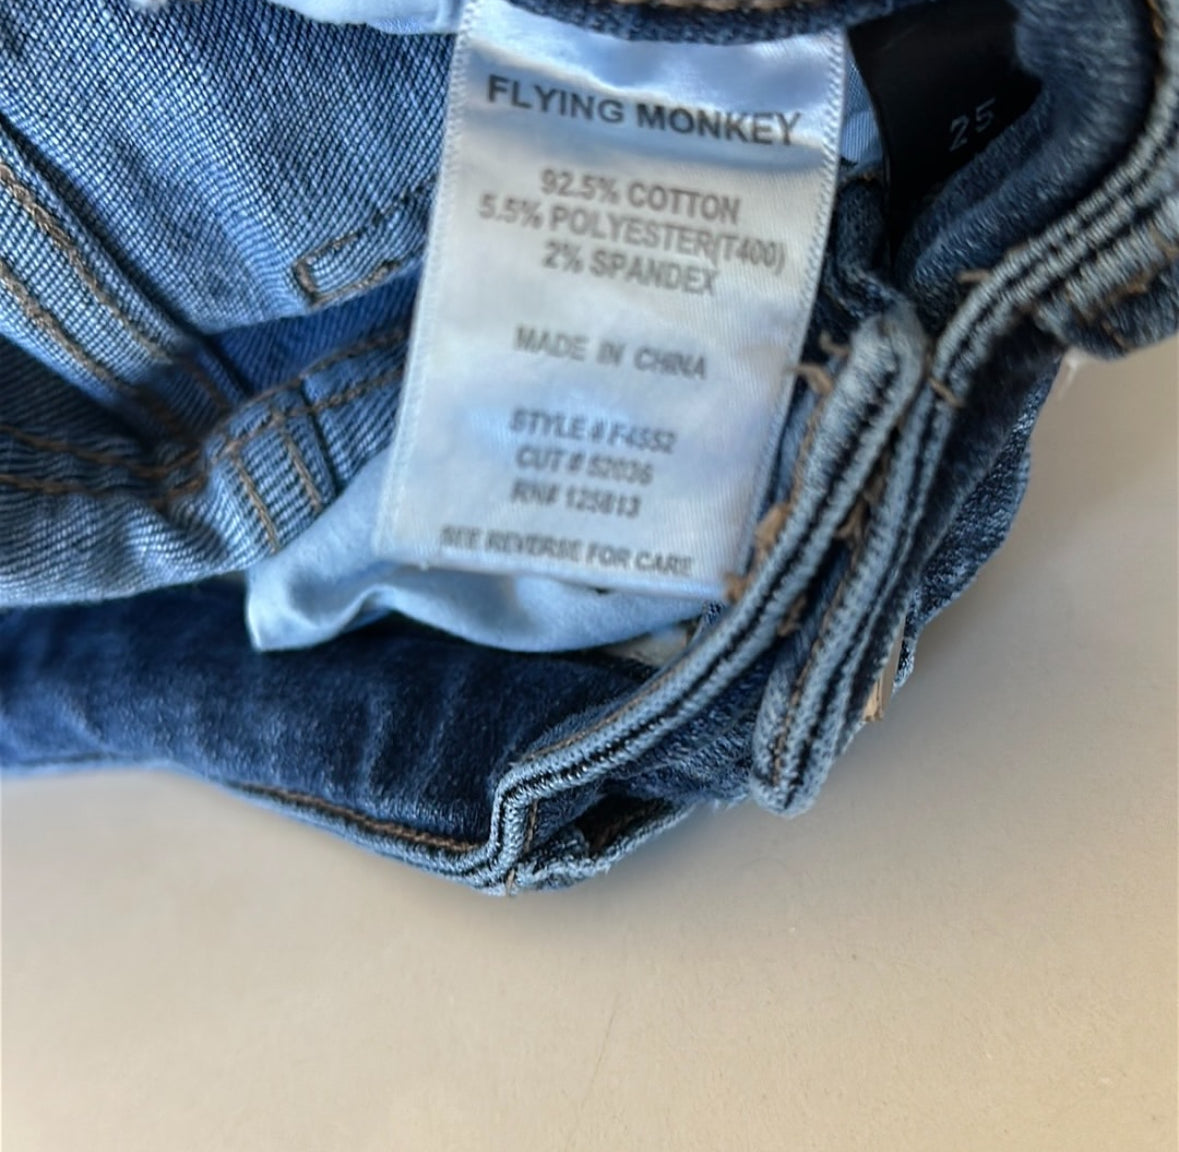 FLYING MONKEY
25
92.5% COTTON
5.5% POLYESTER(T400)
2% SPANDEX
MADE IN CHINA
STYLE # F4552
CUT # 52036
RN# 125813
SEE REVERSE FOR CARE